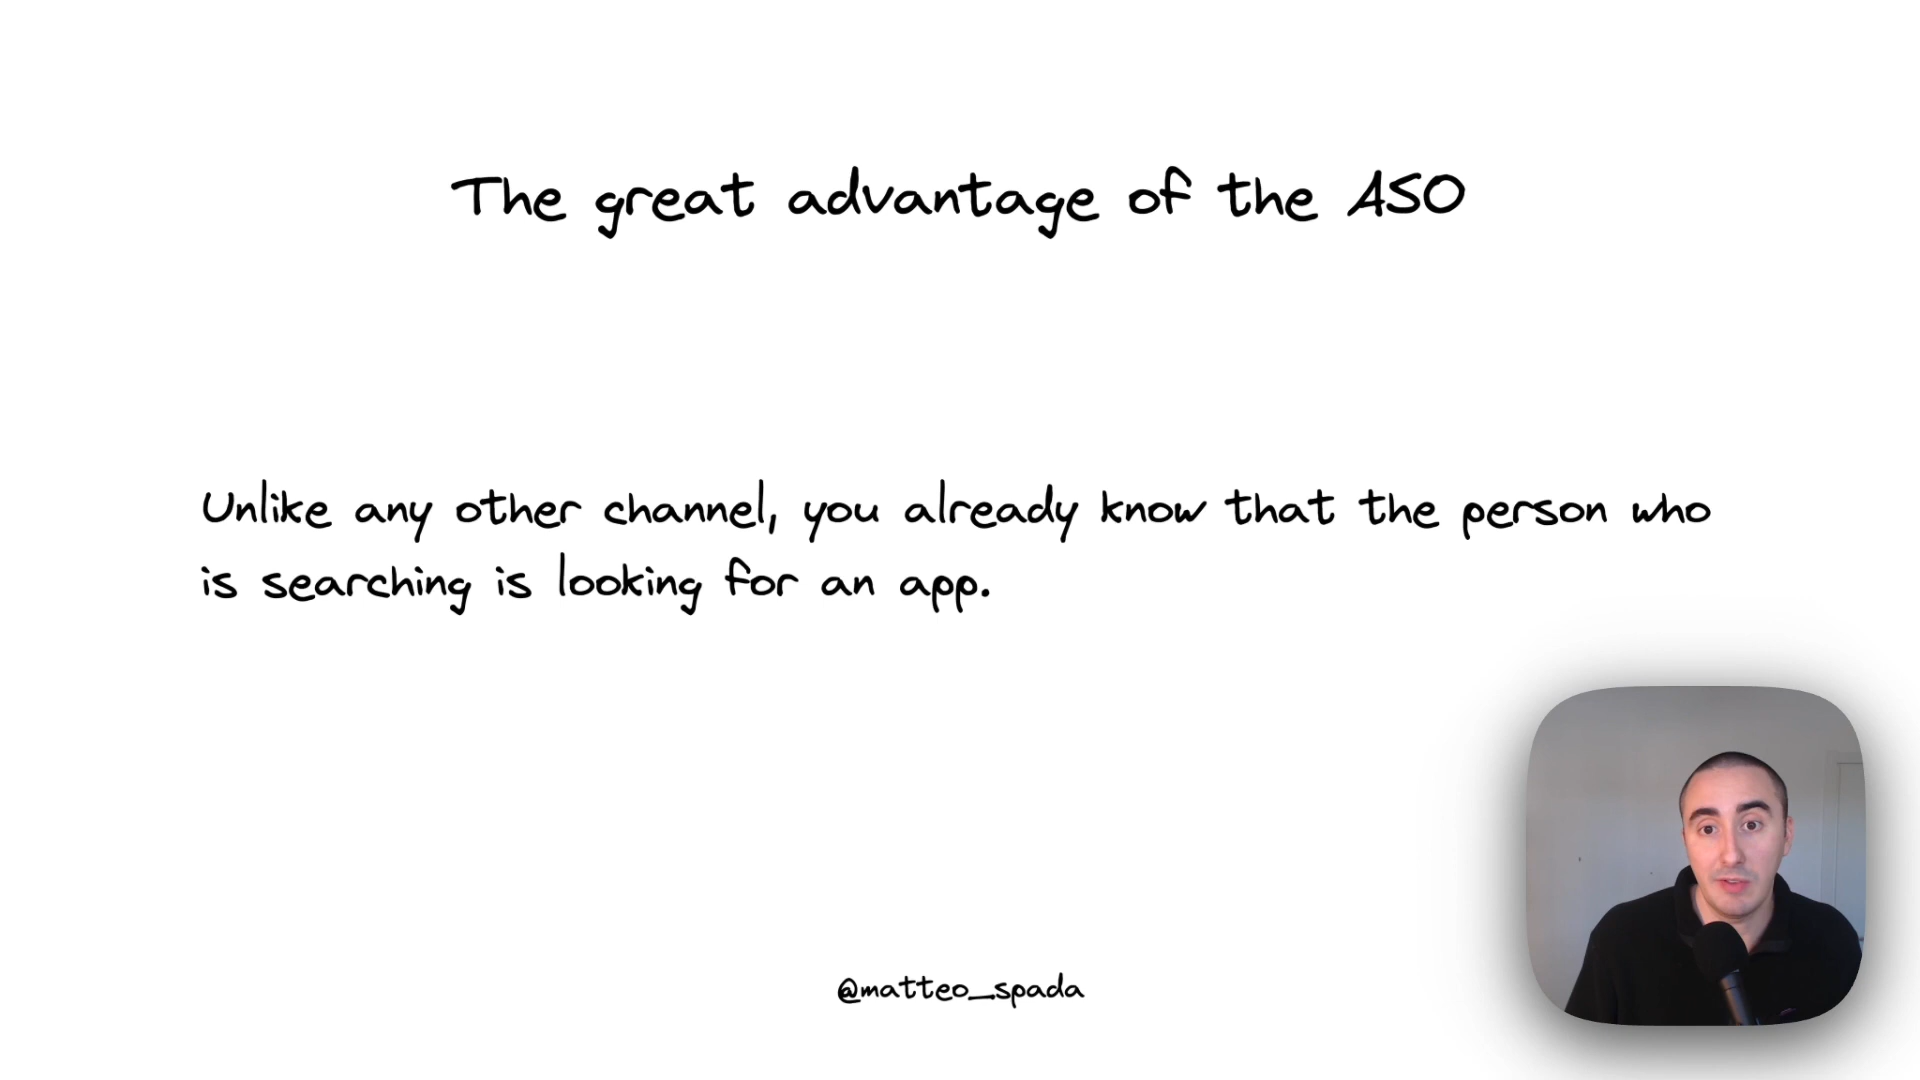 The great advantage of the ASO
Unlike any other channel, you already know that the person who
is searching is looking for an app.
@matteo_spada